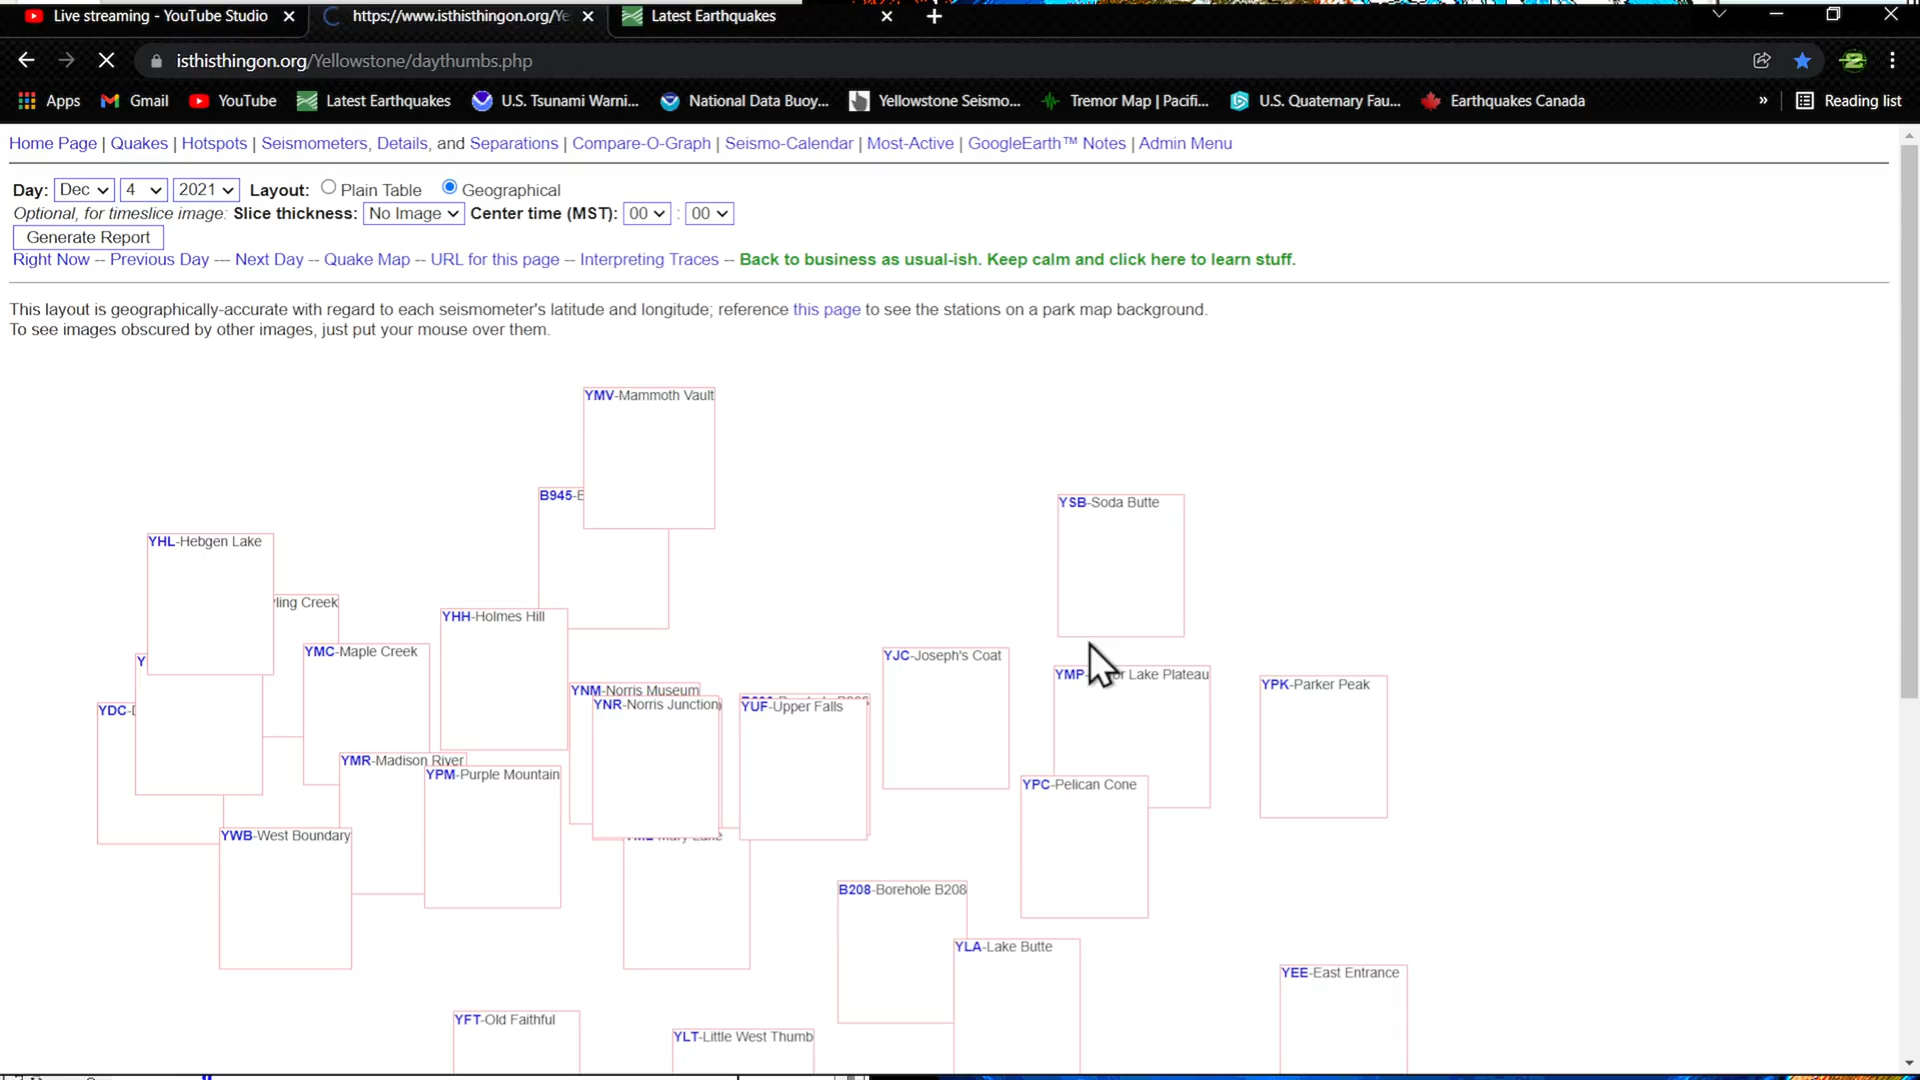 Live streaming - YouTube Studio
https://www.isthisthingon.org/Ye
Latest Earthquakes
isthisthingon.org/Yellowstone/daythumbs.php
Apps Gmail YouTube Latest Earthquakes U.S. Tsunami Warni... National Data Buoy... Yellowstone Seismo... Tremor Map | Pacifi... U.S. Quaternary Fau... Earthquakes Canada » Reading list
Home Page | Quakes | Hotspots | Seismometers, Details, and Separations | Compare-O-Graph | Seismo-Calendar | Most-Active | GoogleEarth™ Notes | Admin Menu
Day: Dec 4 2021 Layout: Plain Table Geographical
Optional, for timeslice image: Slice thickness: No Image Center time (MST): 00 : 00
Generate Report
Right Now -- Previous Day --- Next Day -- Quake Map -- URL for this page -- Interpreting Traces -- Back to business as usual-ish. Keep calm and click here to learn stuff.
This layout is geographically-accurate with regard to each seismometer's latitude and longitude; reference this page to see the stations on a park map background.
To see images obscured by other images, just put your mouse over them.
YMV-Mammoth Vault
B945-E
YSB-Soda Butte
YHL-Hebgen Lake
ling Creek
YHH-Holmes Hill
YMC-Maple Creek
YJC-Joseph's Coat
Y
YMP- Lake Plateau
YPK-Parker Peak
YNM-Norris Museum
YNR-Norris Junction
YUF-Upper Falls
YDC-
YMR-Madison River
YPM-Purple Mountain
YPC-Pelican Cone
YWB-West Boundary
YML-Mary Lake
B208-Borehole B208
YLA-Lake Butte
YEE-East Entrance
YFT-Old Faithful
YLT-Little West Thumb